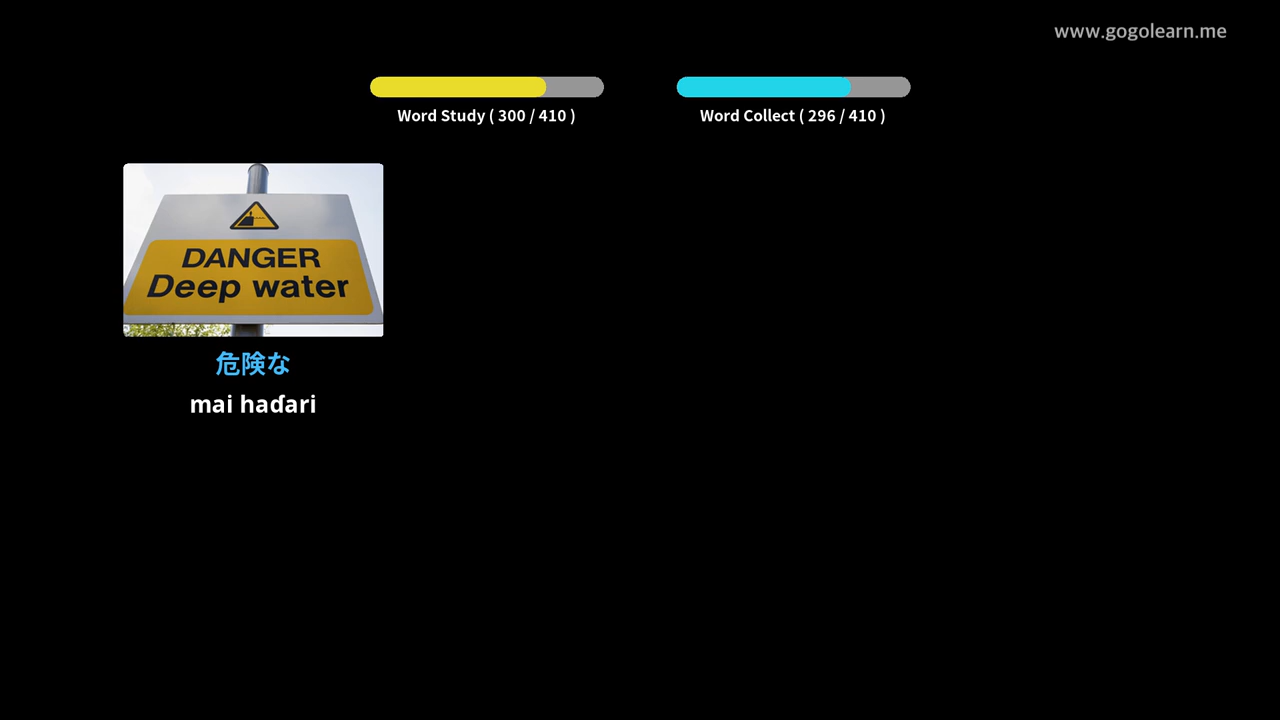 www.gogolearn.me
Word Study ( 300 / 410 )
Word Collect ( 296 / 410 )
DANGER
Deep water
危険な
mai haɗari